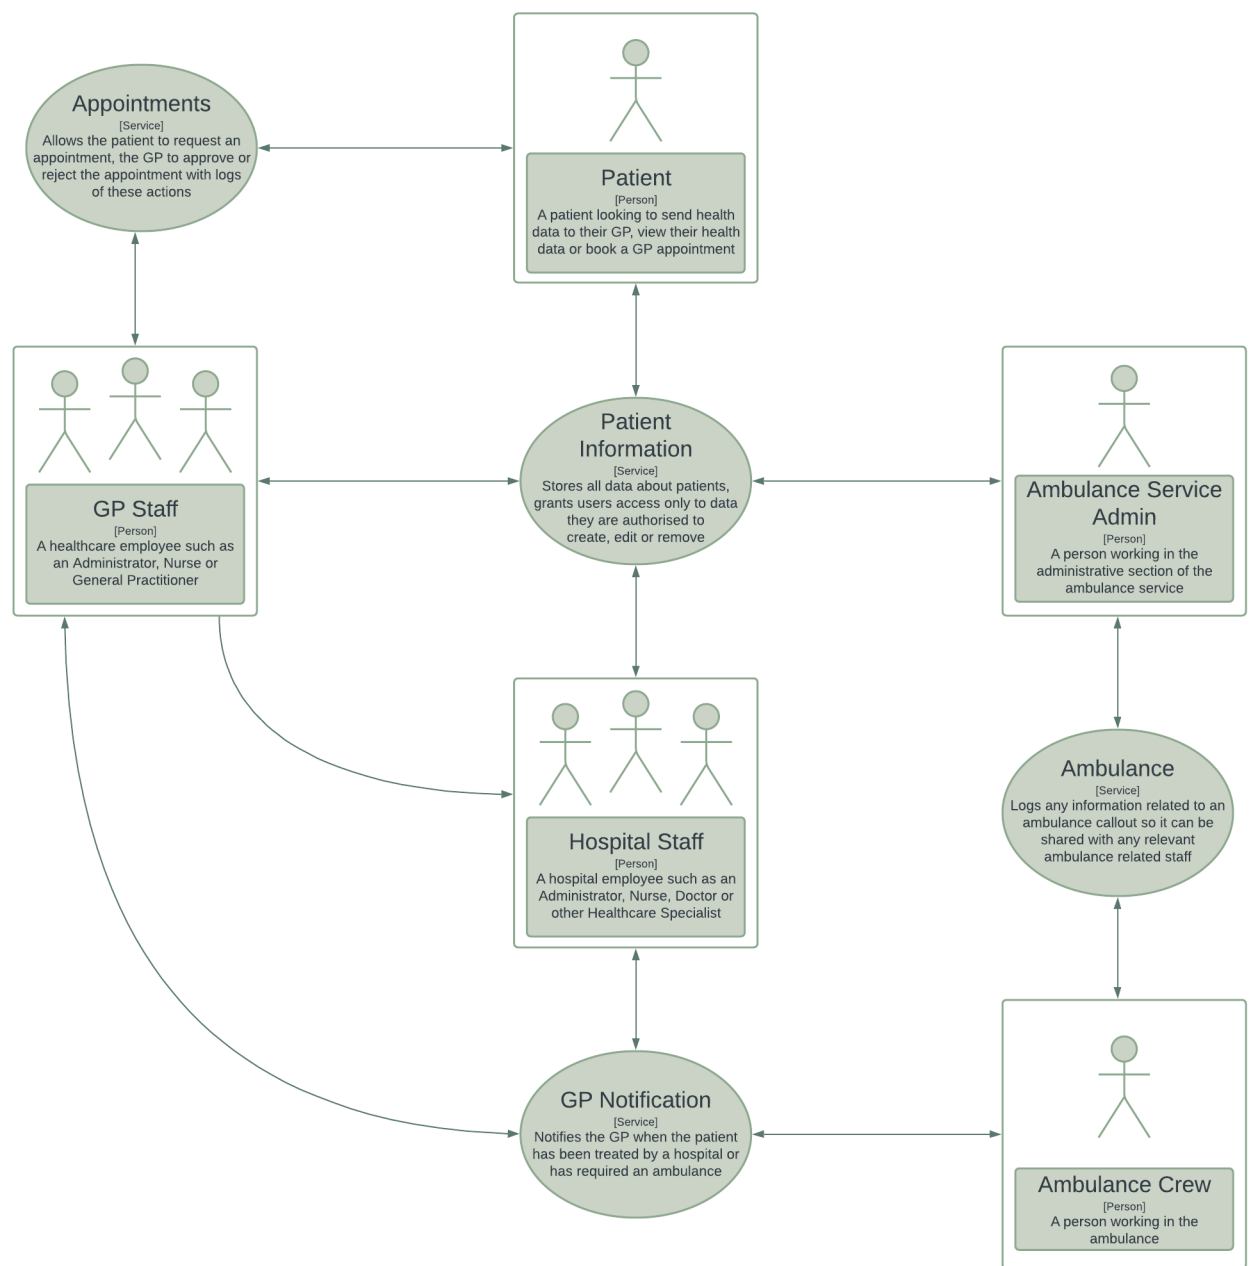 Appointments
[Service]
Allows the patient to request an
appointment, the GP to approve or
reject the appointment with logs
of these actions
Patient
[Person]
A patient looking to send health
data to their GP, view their health
data or book a GP appointment
GP Staff
[Person]
A healthcare employee such as
an Administrator, Nurse or
General Practitioner
Patient
Information
[Service]
Stores all data about patients,
grants users access only to data
they are authorised to
create, edit or remove
Ambulance Service
Admin
[Person]
A person working in the
administrative section of the
ambulance service
Hospital Staff
[Person]
A hospital employee such as an
Administrator, Nurse, Doctor or
other Healthcare Specialist
Ambulance
[Service]
Logs any information related to an
ambulance callout so it can be
shared with any relevant
ambulance related staff
GP Notification
[Service]
Notifies the GP when the patient
has been treated by a hospital or
has required an ambulance
Ambulance Crew
[Person]
A person working in the
ambulance